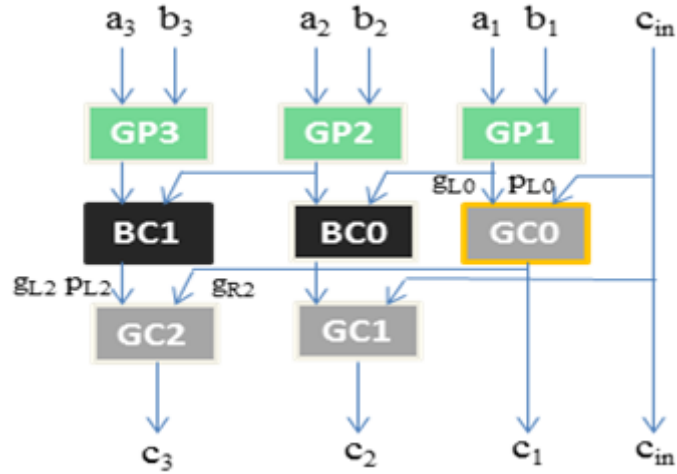 a3 b3 a2 b2 a1 b1 cin
GP3 GP2 GP1
gL0 pL0
BC1 BC0 GC0
gL2 pL2 gR2
GC2 GC1
c3 c2 c1 cin